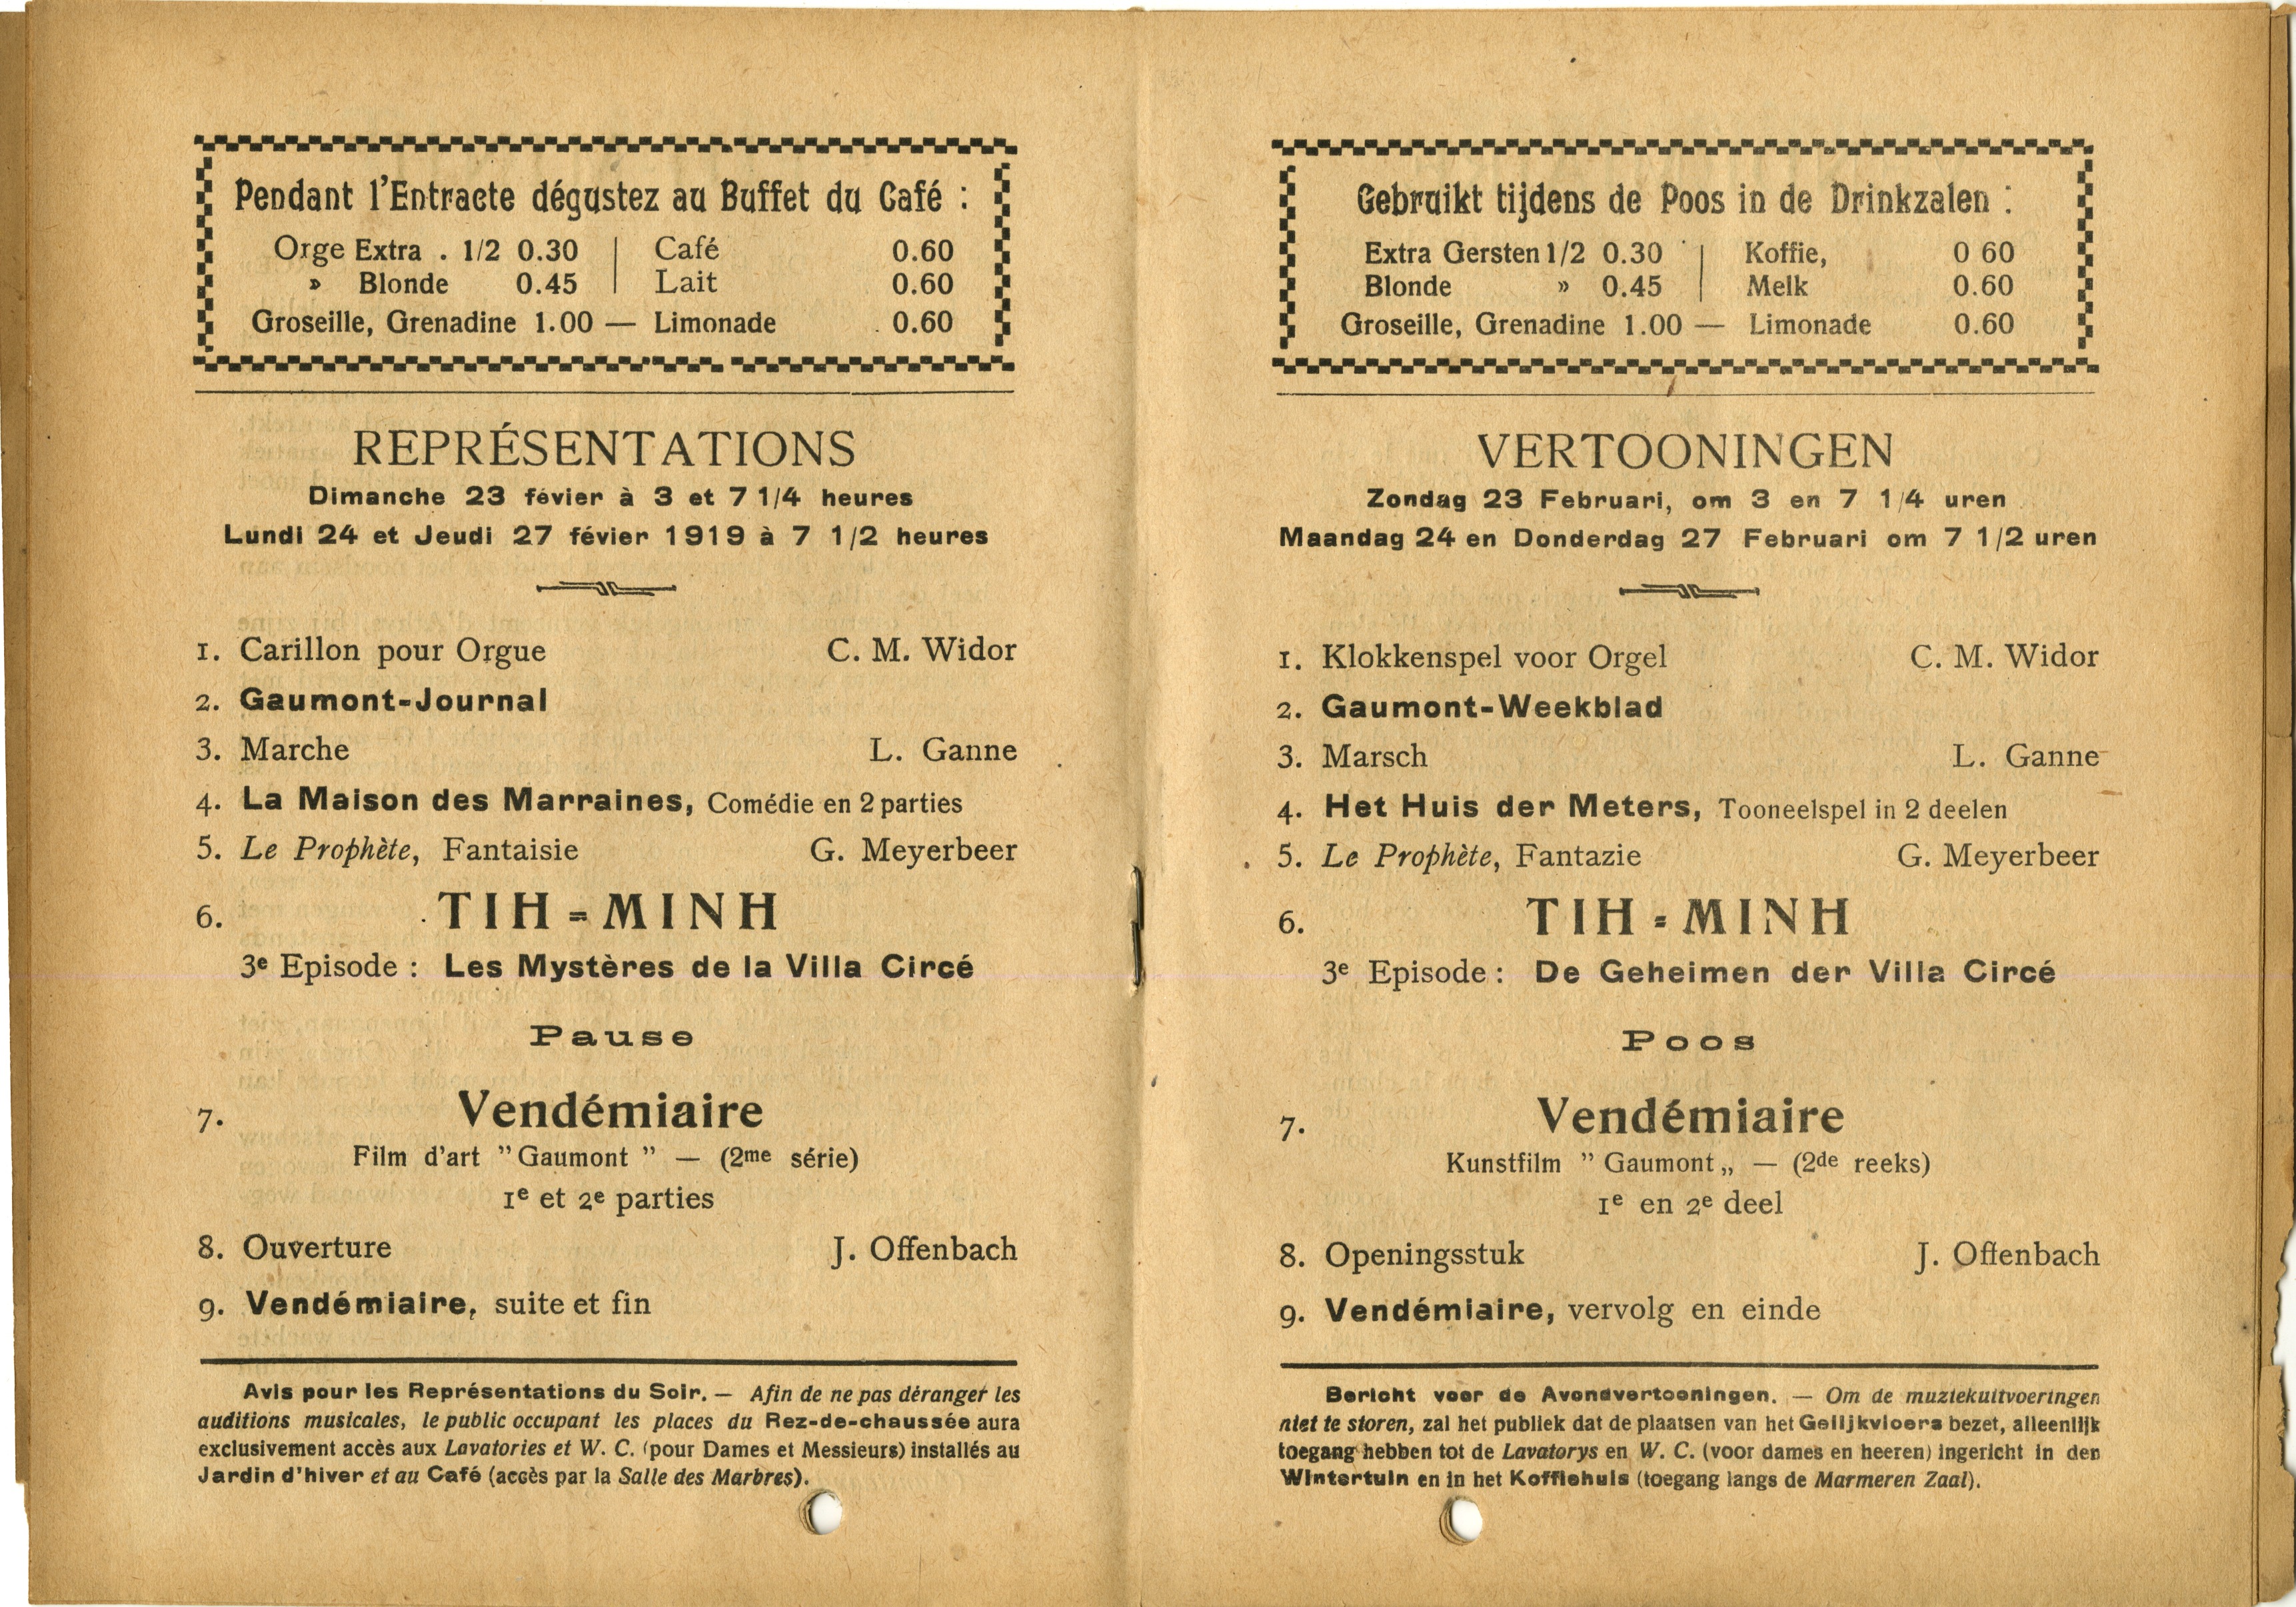 Pendant l'Entracte dégustez au Buffet du Café :
Orge Extra . 1/2 0.30 | Café 0.60
» Blonde 0.45 | Lait 0.60
Groseille, Grenadine 1.00 — Limonade 0.60
REPRÉSENTATIONS
Dimanche 23 févier à 3 et 7 1/4 heures
Lundi 24 et Jeudi 27 févier 1919 à 7 1/2 heures
1. Carillon pour Orgue C. M. Widor
2. Gaumont-Journal
3. Marche L. Ganne
4. La Maison des Marraines, Comédie en 2 parties
5. Le Prophète, Fantaisie G. Meyerbeer
6. TIH-MINH
3e Episode : Les Mystères de la Villa Circé
Pause
7. Vendémiaire
Film d'art " Gaumont " — (2me série)
1e et 2e parties
8. Ouverture J. Offenbach
9. Vendémiaire, suite et fin
Avis pour les Représentations du Soir. — Afin de ne pas déranger les
auditions musicales, le public occupant les places du Rez-de-chaussée aura
exclusivement accès aux Lavatories et W. C. (pour Dames et Messieurs) installés au
Jardin d'hiver et au Café (accès par la Salle des Marbres).
Gebruikt tijdens de Poos in de Drinkzalen :
Extra Gersten 1/2 0.30 | Koffie, 0 60
Blonde » 0.45 | Melk 0.60
Groseille, Grenadine 1.00 — Limonade 0.60
VERTOONINGEN
Zondag 23 Februari, om 3 en 7 1/4 uren
Maandag 24 en Donderdag 27 Februari om 7 1/2 uren
1. Klokkenspel voor Orgel C. M. Widor
2. Gaumont-Weekblad
3. Marsch L. Ganne
4. Het Huis der Meters, Tooneelspel in 2 deelen
5. Le Prophète, Fantazie G. Meyerbeer
6. TIH-MINH
3e Episode : De Geheimen der Villa Circé
Poos
7. Vendémiaire
Kunstfilm " Gaumont „ — (2de reeks)
1e en 2e deel
8. Openingsstuk J. Offenbach
9. Vendémiaire, vervolg en einde
Bericht voor de Avondvertooningen. — Om de muziekuitvoeringen
niet te storen, zal het publiek dat de plaatsen van het Gelijkvloers bezet, alleenlijk
toegang hebben tot de Lavatorys en W. C. (voor dames en heeren) ingericht in den
Wintertuin en in het Koffiehuis (toegang langs de Marmeren Zaal).